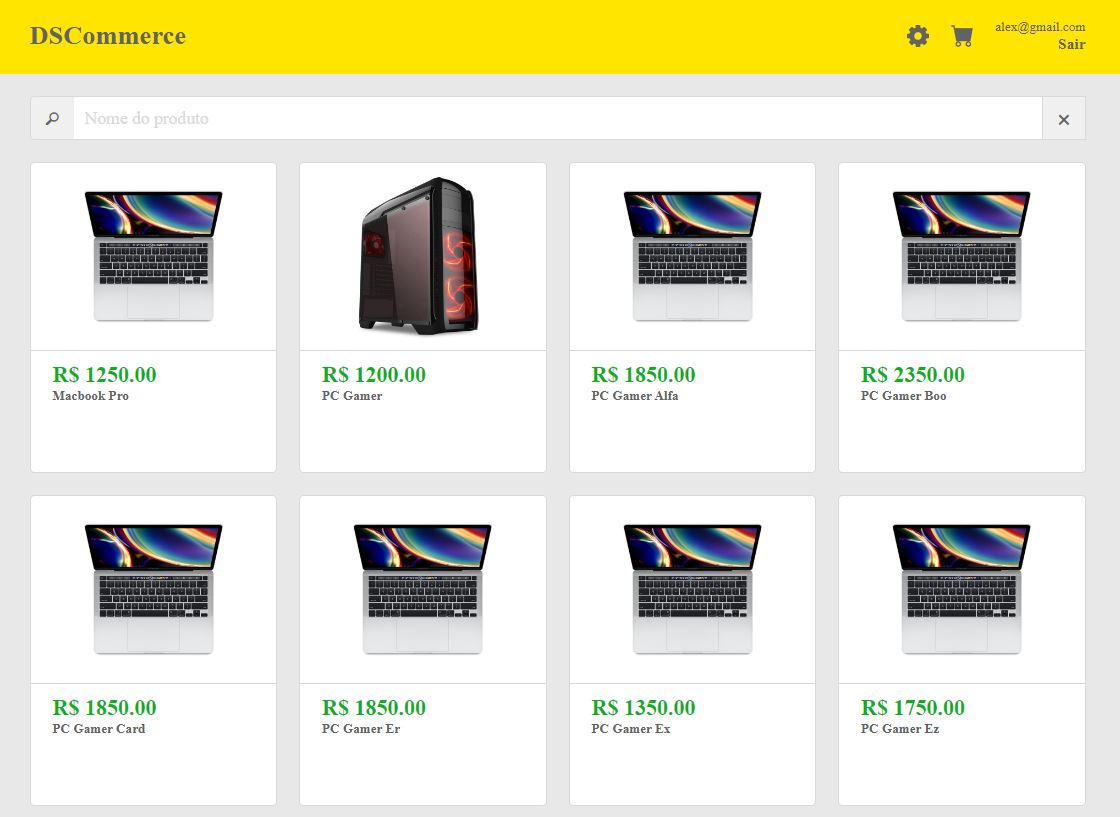 DSCommerce
alex@gmail.com
Sair
Nome do produto
R$ 1250.00
Macbook Pro
R$ 1200.00
PC Gamer
R$ 1850.00
PC Gamer Alfa
R$ 2350.00
PC Gamer Boo
R$ 1850.00
PC Gamer Card
R$ 1850.00
PC Gamer Er
R$ 1350.00
PC Gamer Ex
R$ 1750.00
PC Gamer Ez